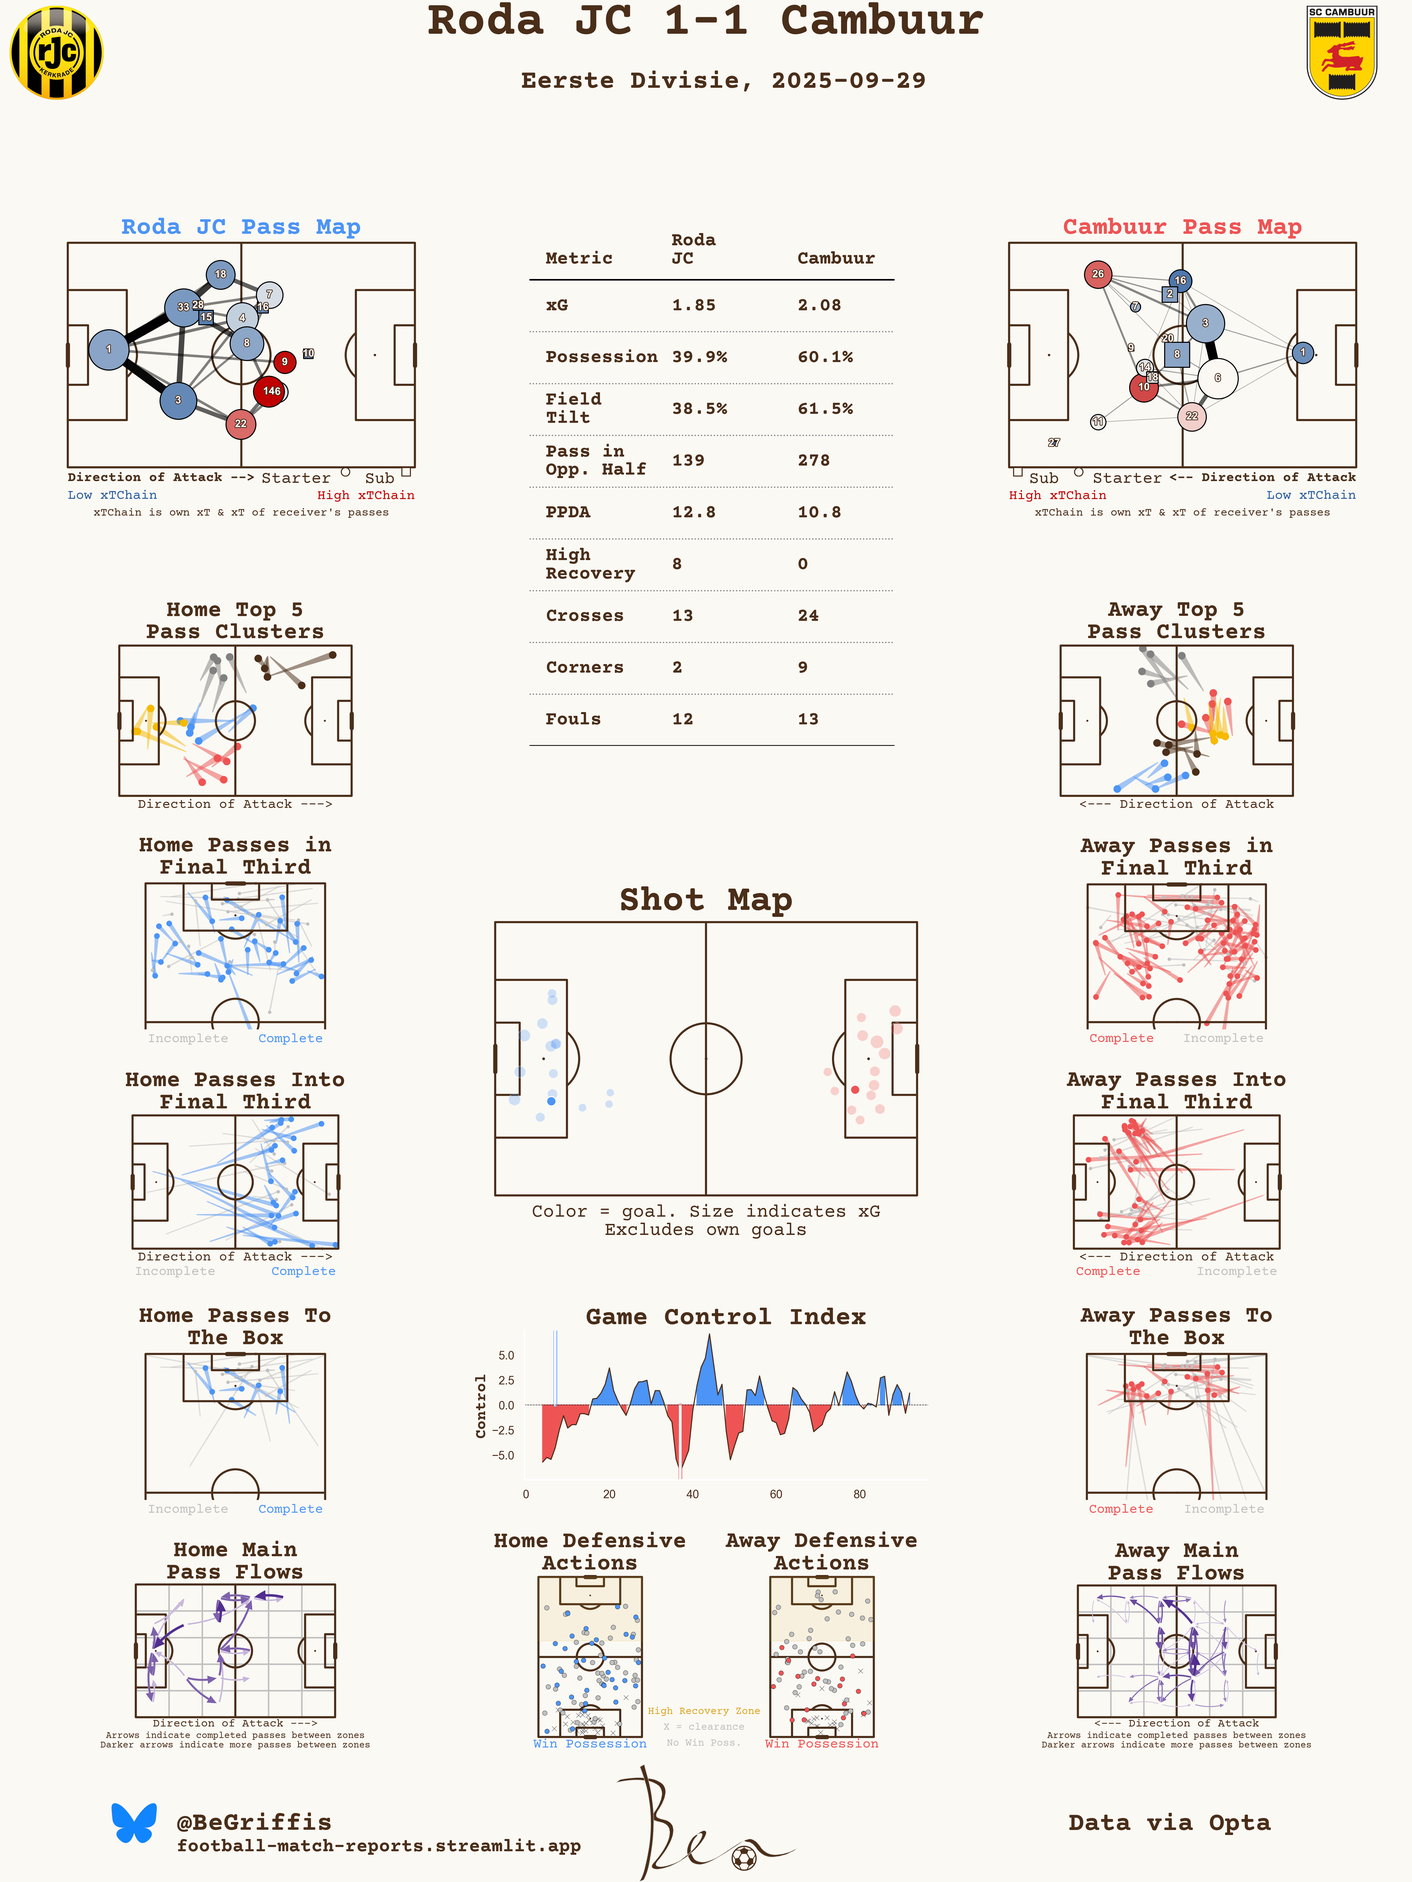 Roda JC 1-1 Cambuur
Eerste Divisie, 2025-09-29
RODA JC
rJc
KERKRADE
SC CAMBUUR
Roda JC Pass Map
18
7
33
28
16
15
4
8
1
9
10
3
146
22
Direction of Attack --> Starter Sub
Low xTChain High xTChain
xTChain is own xT & xT of receiver's passes
Metric Roda JC Cambuur
xG 1.85 2.08
Possession 39.9% 60.1%
Field Tilt 38.5% 61.5%
Pass in Opp. Half 139 278
PPDA 12.8 10.8
High Recovery 8 0
Crosses 13 24
Corners 2 9
Fouls 12 13
Cambuur Pass Map
26
16
2
7
3
20
9
8
1
14
18
6
10
11
22
27
Sub Starter <-- Direction of Attack
High xTChain Low xTChain
xTChain is own xT & xT of receiver's passes
Home Top 5
Pass Clusters
Direction of Attack --->
Away Top 5
Pass Clusters
<--- Direction of Attack
Home Passes in
Final Third
Incomplete Complete
Away Passes in
Final Third
Complete Incomplete
Shot Map
Color = goal. Size indicates xG
Excludes own goals
Home Passes Into
Final Third
Direction of Attack --->
Incomplete Complete
Away Passes Into
Final Third
<--- Direction of Attack
Complete Incomplete
Home Passes To
The Box
Incomplete Complete
Game Control Index
Control
5.0
2.5
0.0
−2.5
−5.0
0 20 40 60 80
Away Passes To
The Box
Complete Incomplete
Home Main
Pass Flows
Direction of Attack --->
Arrows indicate completed passes between zones
Darker arrows indicate more passes between zones
Home Defensive
Actions
Win Possession
Away Defensive
Actions
Win Possession
High Recovery Zone
X = clearance
No Win Poss.
Away Main
Pass Flows
<--- Direction of Attack
Arrows indicate completed passes between zones
Darker arrows indicate more passes between zones
@BeGriffis
football-match-reports.streamlit.app
Ben
Data via Opta